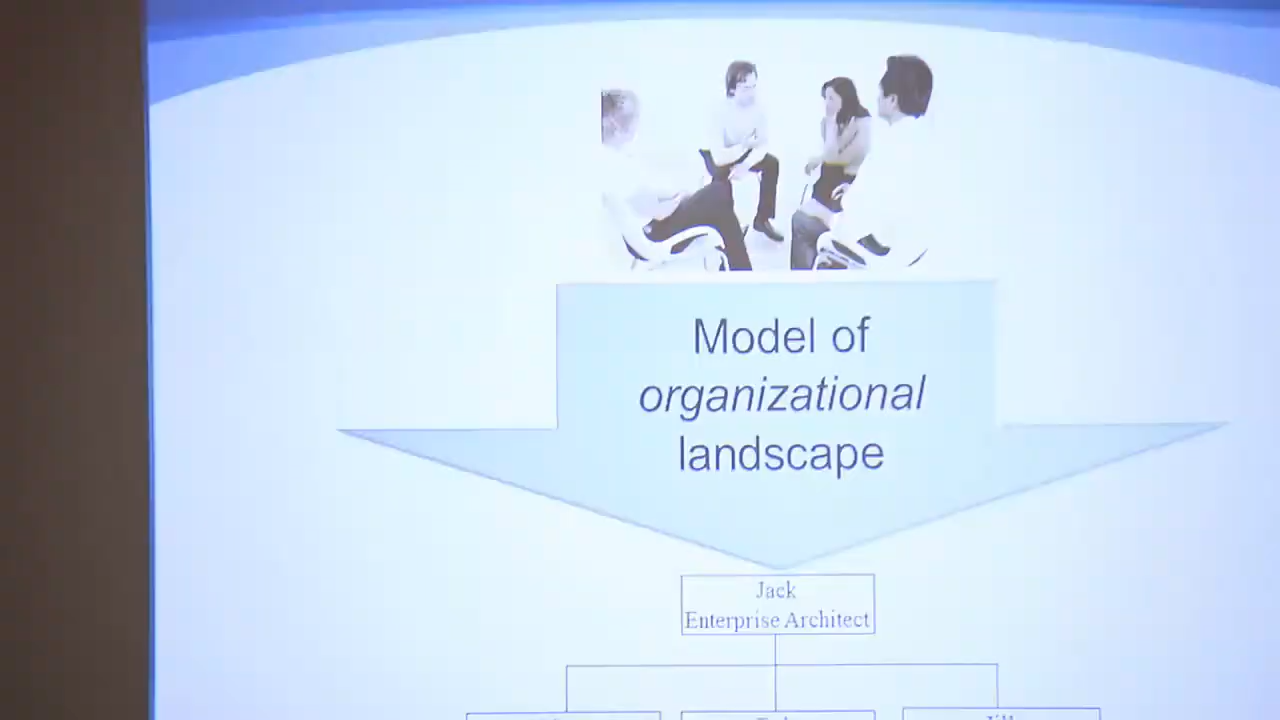 Model of
organizational
landscape
Jack
Enterprise Architect